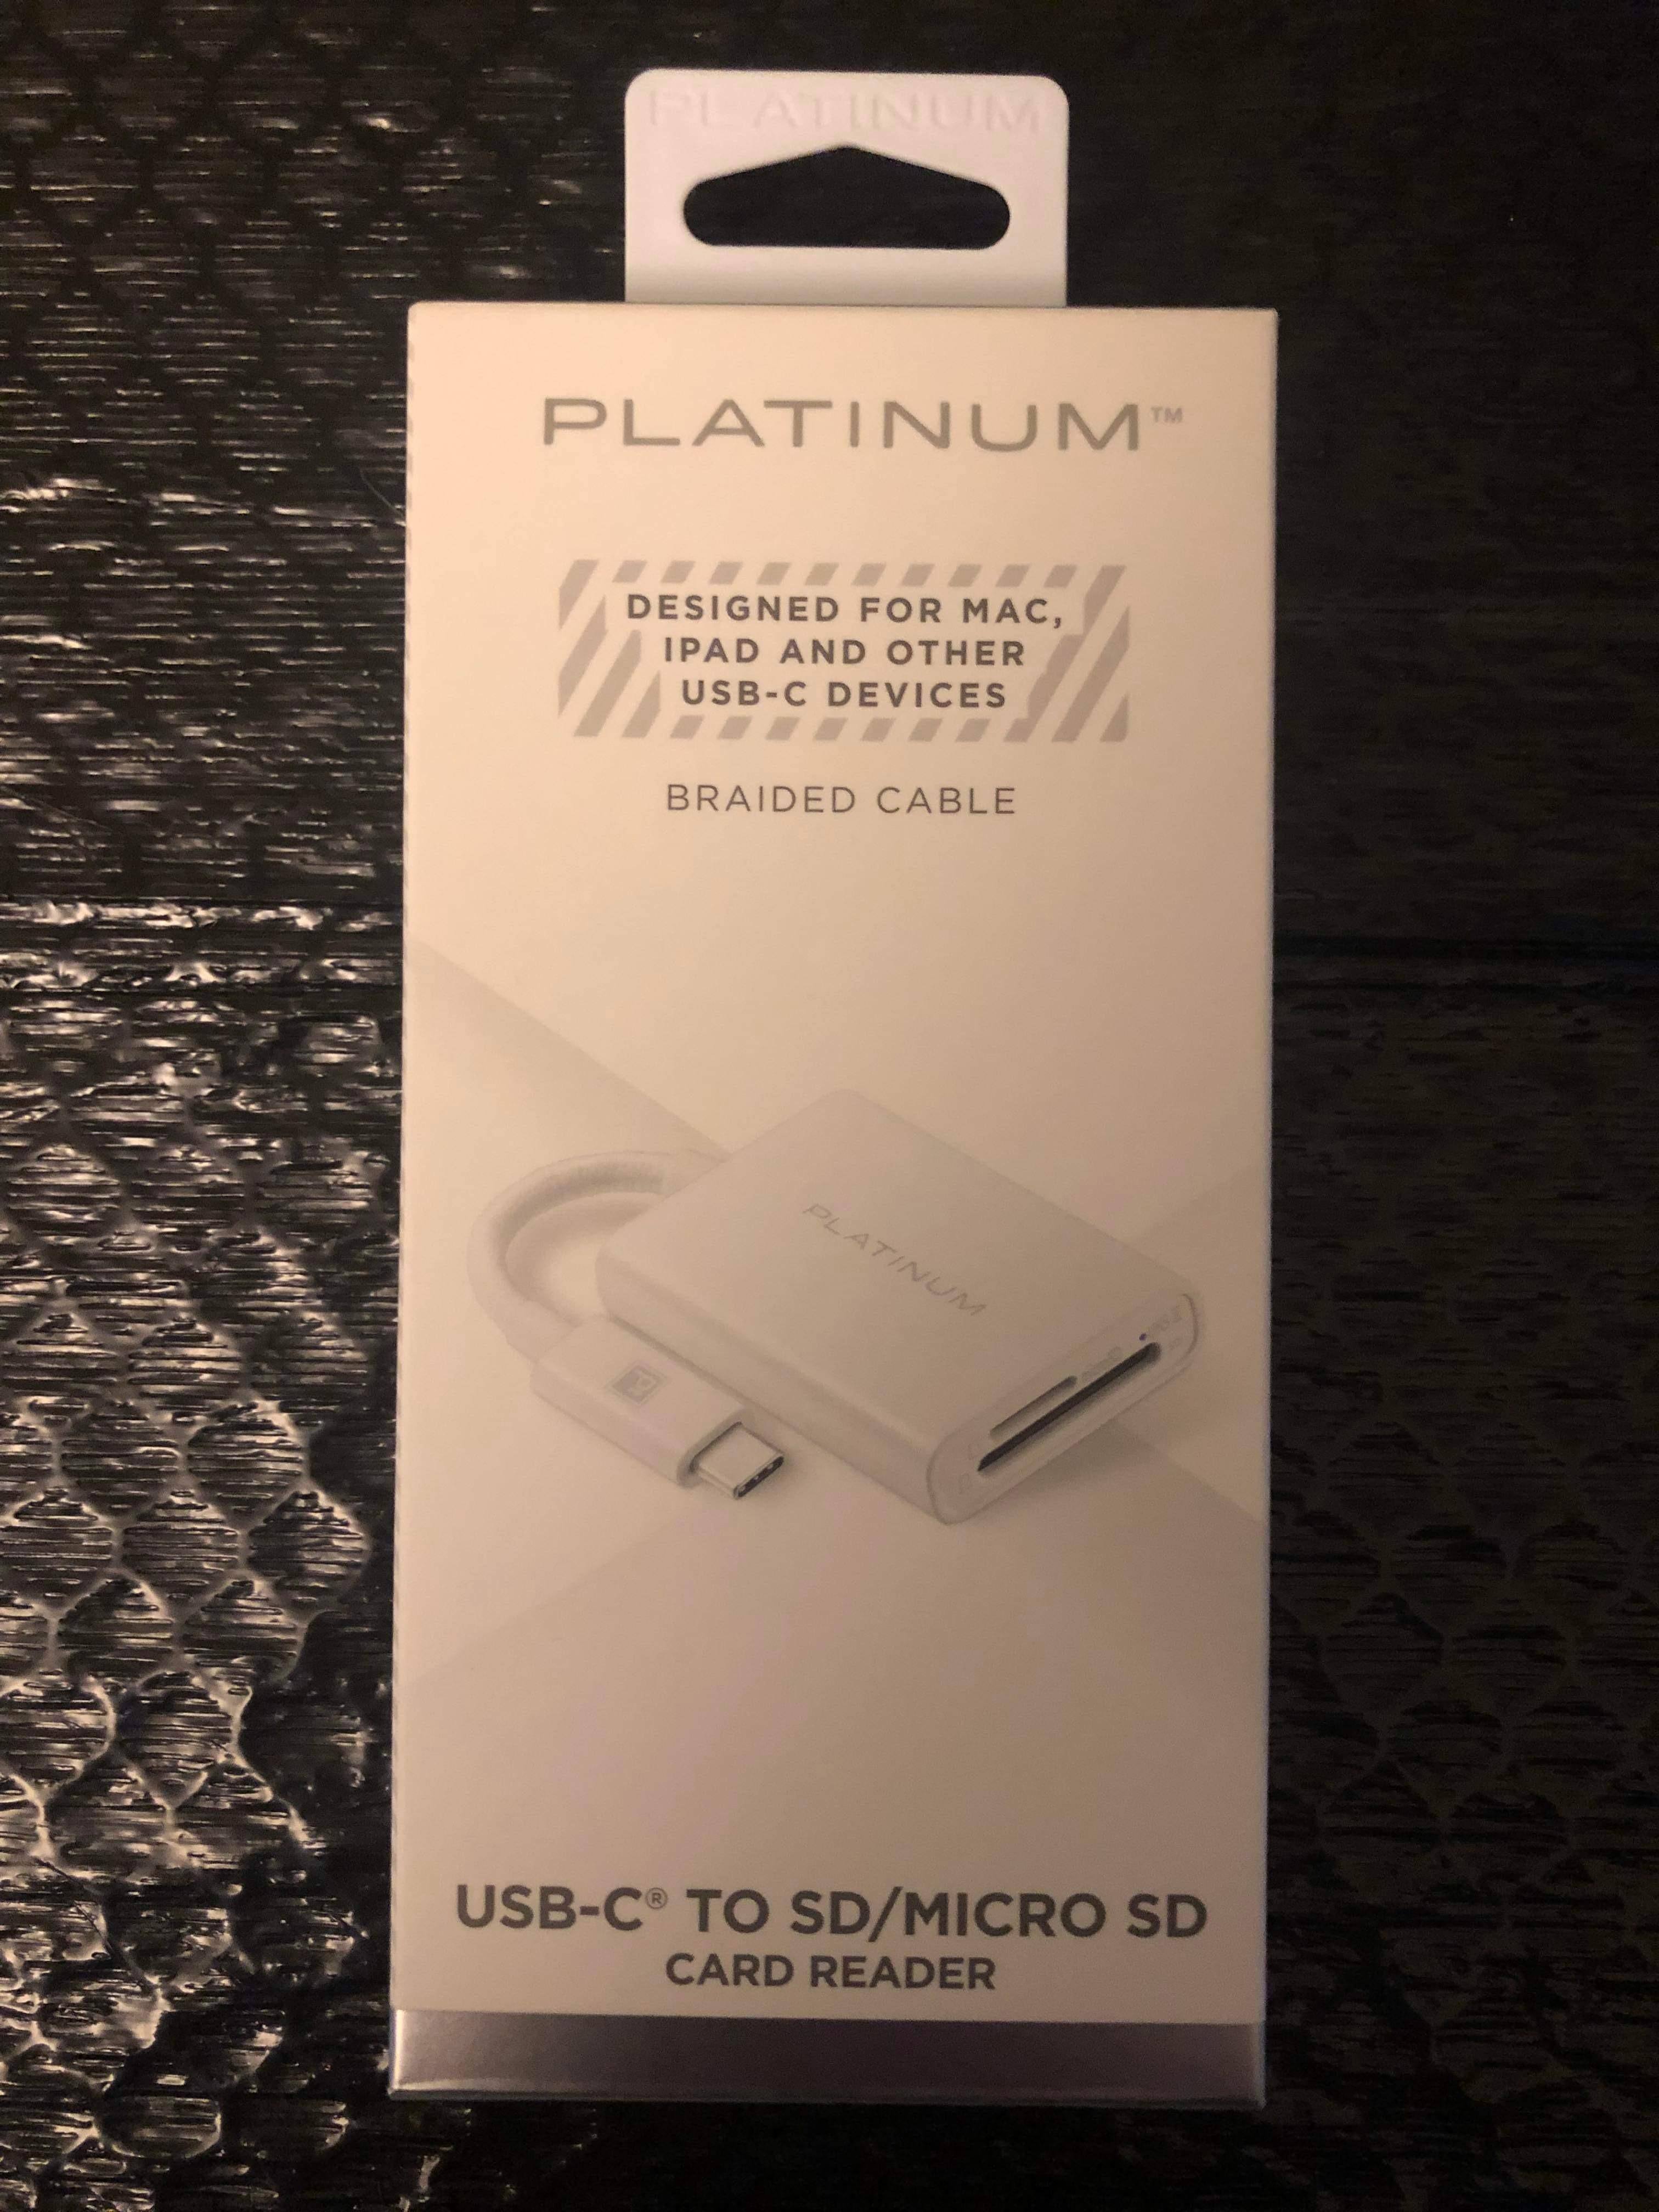 PLATINUM
PLATINUM™
DESIGNED FOR MAC,
IPAD AND OTHER
USB-C DEVICES
BRAIDED CABLE
PLATINUM
USB-C® TO SD/MICRO SD
CARD READER